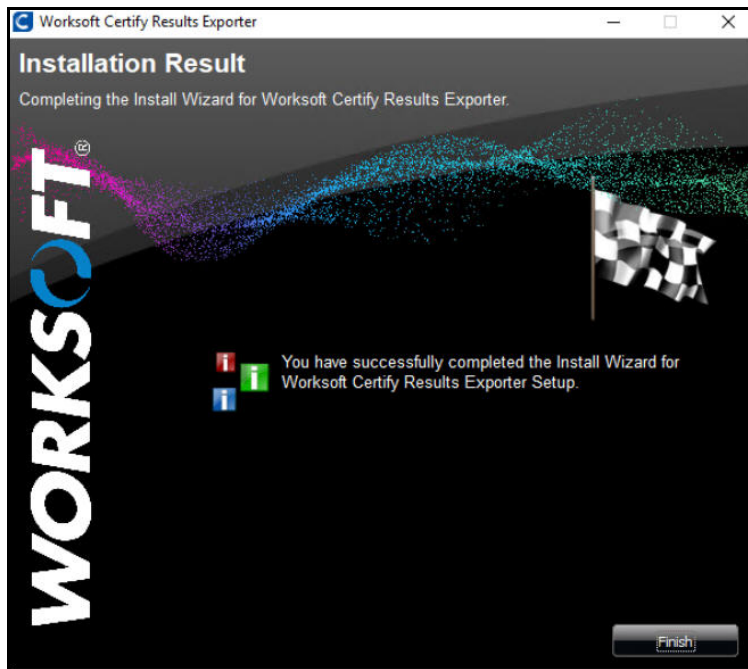 Worksoft Certify Results Exporter
Installation Result
Completing the Install Wizard for Worksoft Certify Results Exporter.
WORKSOFT®
You have successfully completed the Install Wizard for
Worksoft Certify Results Exporter Setup.
Finish